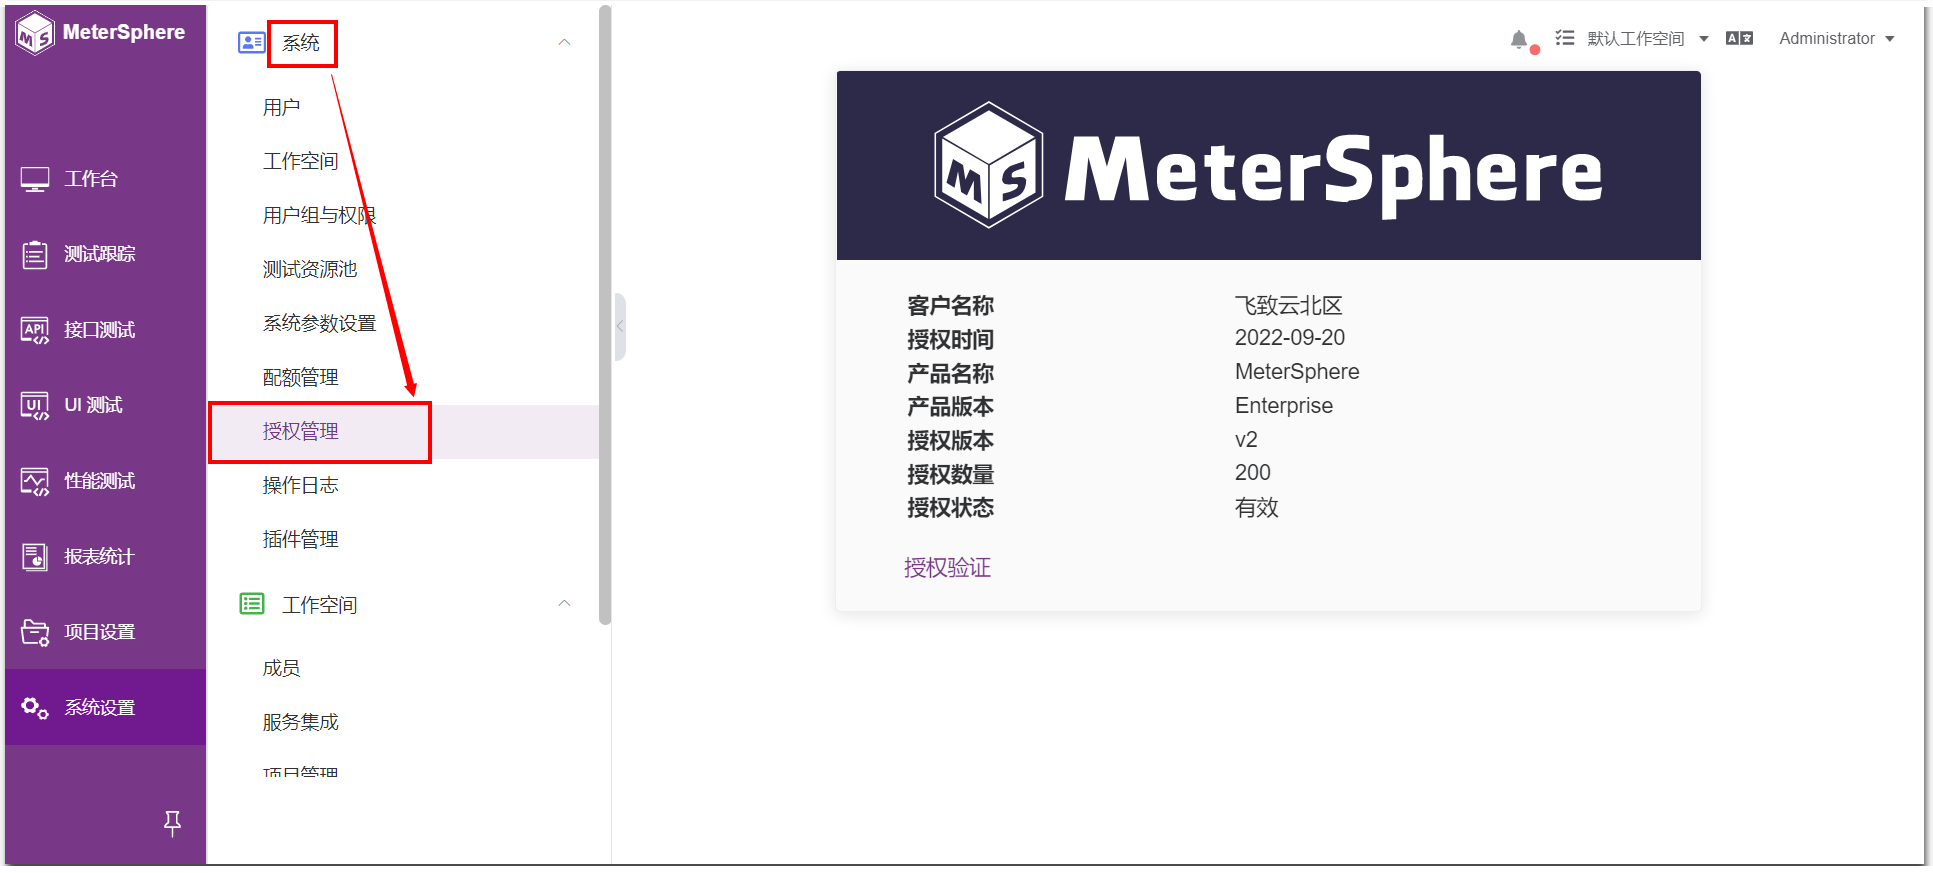 MeterSphere
工作台
测试跟踪
API 接口测试
UI UI 测试
性能测试
报表统计
项目设置
系统设置
系统
用户
工作空间
用户组与权限
测试资源池
系统参数设置
配额管理
授权管理
操作日志
插件管理
工作空间
成员
服务集成
项目管理
默认工作空间
Administrator
MS MeterSphere
客户名称 飞致云北区
授权时间 2022-09-20
产品名称 MeterSphere
产品版本 Enterprise
授权版本 v2
授权数量 200
授权状态 有效
授权验证